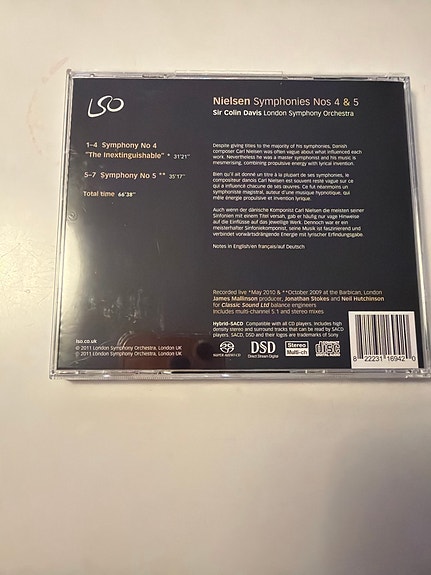 LSO
Nielsen Symphonies Nos 4 & 5
Sir Colin Davis London Symphony Orchestra
1–4 Symphony No 4
"The Inextinguishable" * 31'21"
5–7 Symphony No 5 ** 35'17"
Total time 66'38"
Despite giving titles to the majority of his symphonies, Danish
composer Carl Nielsen was often vague about what influenced each
work. Nevertheless he was a master symphonist and his music is
mesmerising, combining propulsive energy with lyrical invention.
Bien qu'il ait donné un titre à la plupart de ses symphonies, le
compositeur danois Carl Nielsen est souvent resté vague sur ce
qui a influencé chacune de ses œuvres. Ce fut néanmoins un
symphoniste magistral, auteur d'une musique hypnotique, qui
mêle énergie propulsive et invention lyrique.
Auch wenn der dänische Komponist Carl Nielsen die meisten seiner
Sinfonien mit einem Titel versah, gab er häufig nur vage Hinweise
auf die Einflüsse auf das jeweilige Werk. Dennoch war er ein
meisterhafter Sinfoniekomponist, seine Musik ist faszinierend und
verbindet vorwärtsdrängende Energie mit lyrischer Erfindungsgabe.
Notes in English/en français/auf Deutsch
Recorded live *May 2010 & **October 2009 at the Barbican, London
James Mallinson producer, Jonathan Stokes and Neil Hutchinson
for Classic Sound Ltd balance engineers
Includes multi-channel 5.1 and stereo mixes
Hybrid-SACD Compatible with all CD players. Includes high
density stereo and surround tracks that can be read by SACD
players. SACD, DSD and their logos are trademarks of Sony
lso.co.uk
℗ 2011 London Symphony Orchestra, London UK
© 2011 London Symphony Orchestra, London UK
SUPER AUDIO CD
DSD
Direct Stream Digital
Stereo
Multi-ch
COMPACT disc DIGITAL AUDIO
8 22231 16942 0